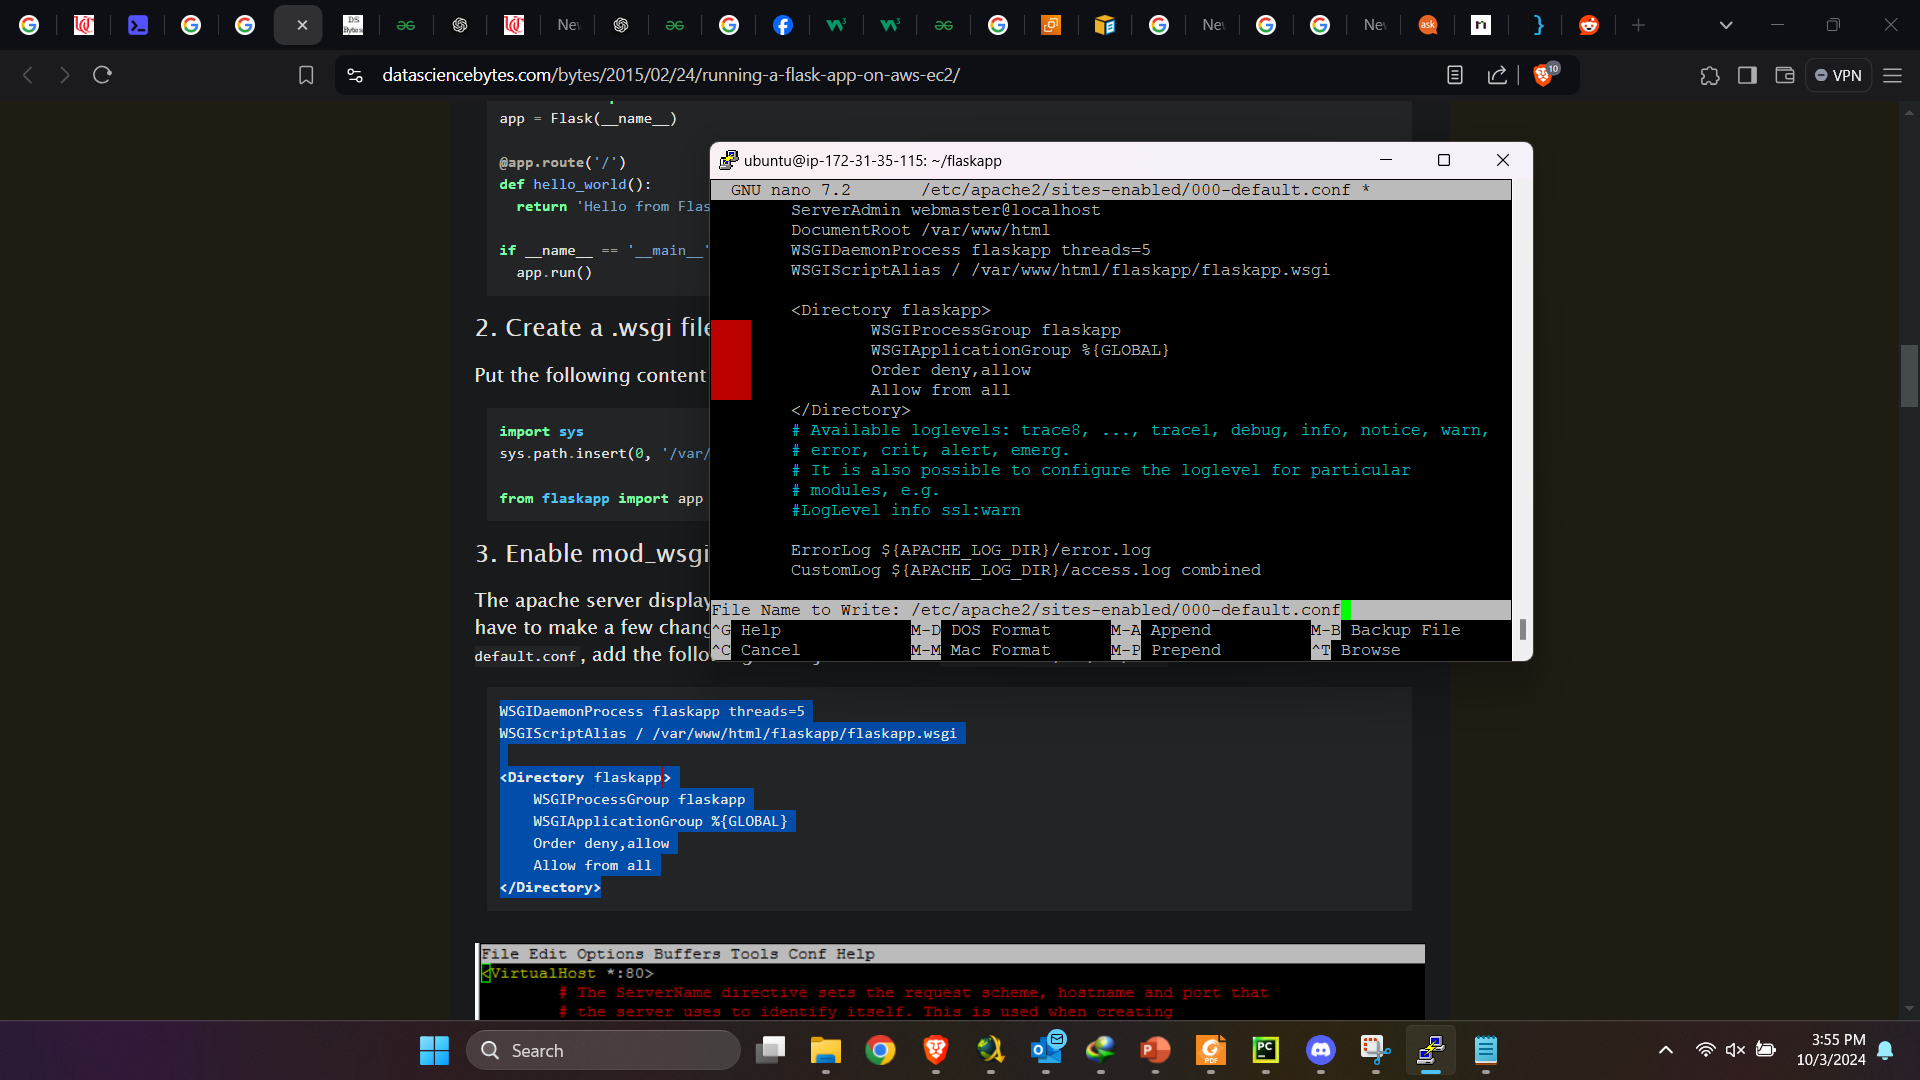 DS
Bytes
Nev
Nev
Nev
ask
n
datasciencebytes.com/bytes/2015/02/24/running-a-flask-app-on-aws-ec2/
10
VPN
app = Flask(__name__)
@app.route('/')
def hello_world():
return 'Hello from Flas
if __name__ == '__main__'
app.run()
2. Create a .wsgi file
Put the following content
import sys
sys.path.insert(0, '/var/
from flaskapp import app
3. Enable mod_wsgi
The apache server display
have to make a few chang
default.conf, add the follo
ubuntu@ip-172-31-35-115: ~/flaskapp
GNU nano 7.2 /etc/apache2/sites-enabled/000-default.conf *
ServerAdmin webmaster@localhost
DocumentRoot /var/www/html
WSGIDaemonProcess flaskapp threads=5
WSGIScriptAlias / /var/www/html/flaskapp/flaskapp.wsgi
<Directory flaskapp>
WSGIProcessGroup flaskapp
WSGIApplicationGroup %{GLOBAL}
Order deny,allow
Allow from all
</Directory>
# Available loglevels: trace8, ..., trace1, debug, info, notice, warn,
# error, crit, alert, emerg.
# It is also possible to configure the loglevel for particular
# modules, e.g.
#LogLevel info ssl:warn
ErrorLog ${APACHE_LOG_DIR}/error.log
CustomLog ${APACHE_LOG_DIR}/access.log combined
File Name to Write: /etc/apache2/sites-enabled/000-default.conf
^G Help M-D DOS Format M-A Append M-B Backup File
^C Cancel M-M Mac Format M-P Prepend ^T Browse
WSGIDaemonProcess flaskapp threads=5
WSGIScriptAlias / /var/www/html/flaskapp/flaskapp.wsgi
<Directory flaskapp>
WSGIProcessGroup flaskapp
WSGIApplicationGroup %{GLOBAL}
Order deny,allow
Allow from all
</Directory>
File Edit Options Buffers Tools Conf Help
<VirtualHost *:80>
# The ServerName directive sets the request scheme, hostname and port that
# the server uses to identify itself. This is used when creating
Search
PDF
PC
3:55 PM
10/3/2024